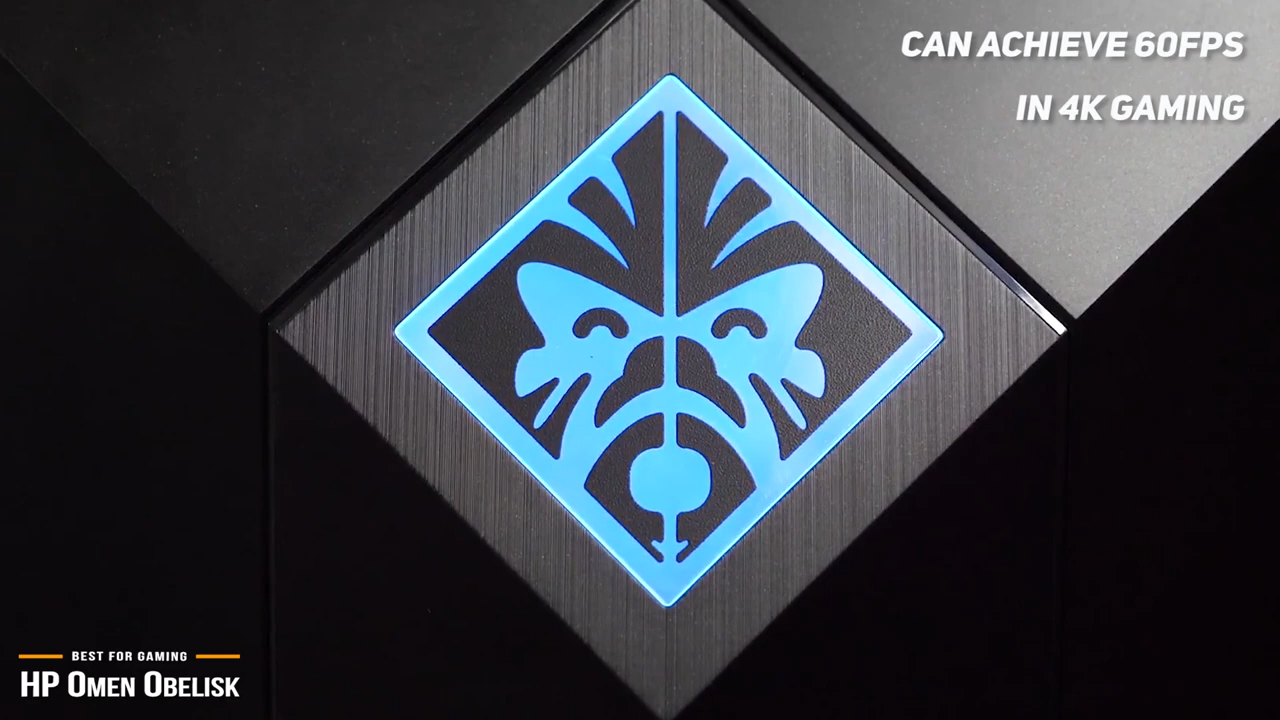 CAN ACHIEVE 60FPS
IN 4K GAMING
BEST FOR GAMING
HP OMEN OBELISK